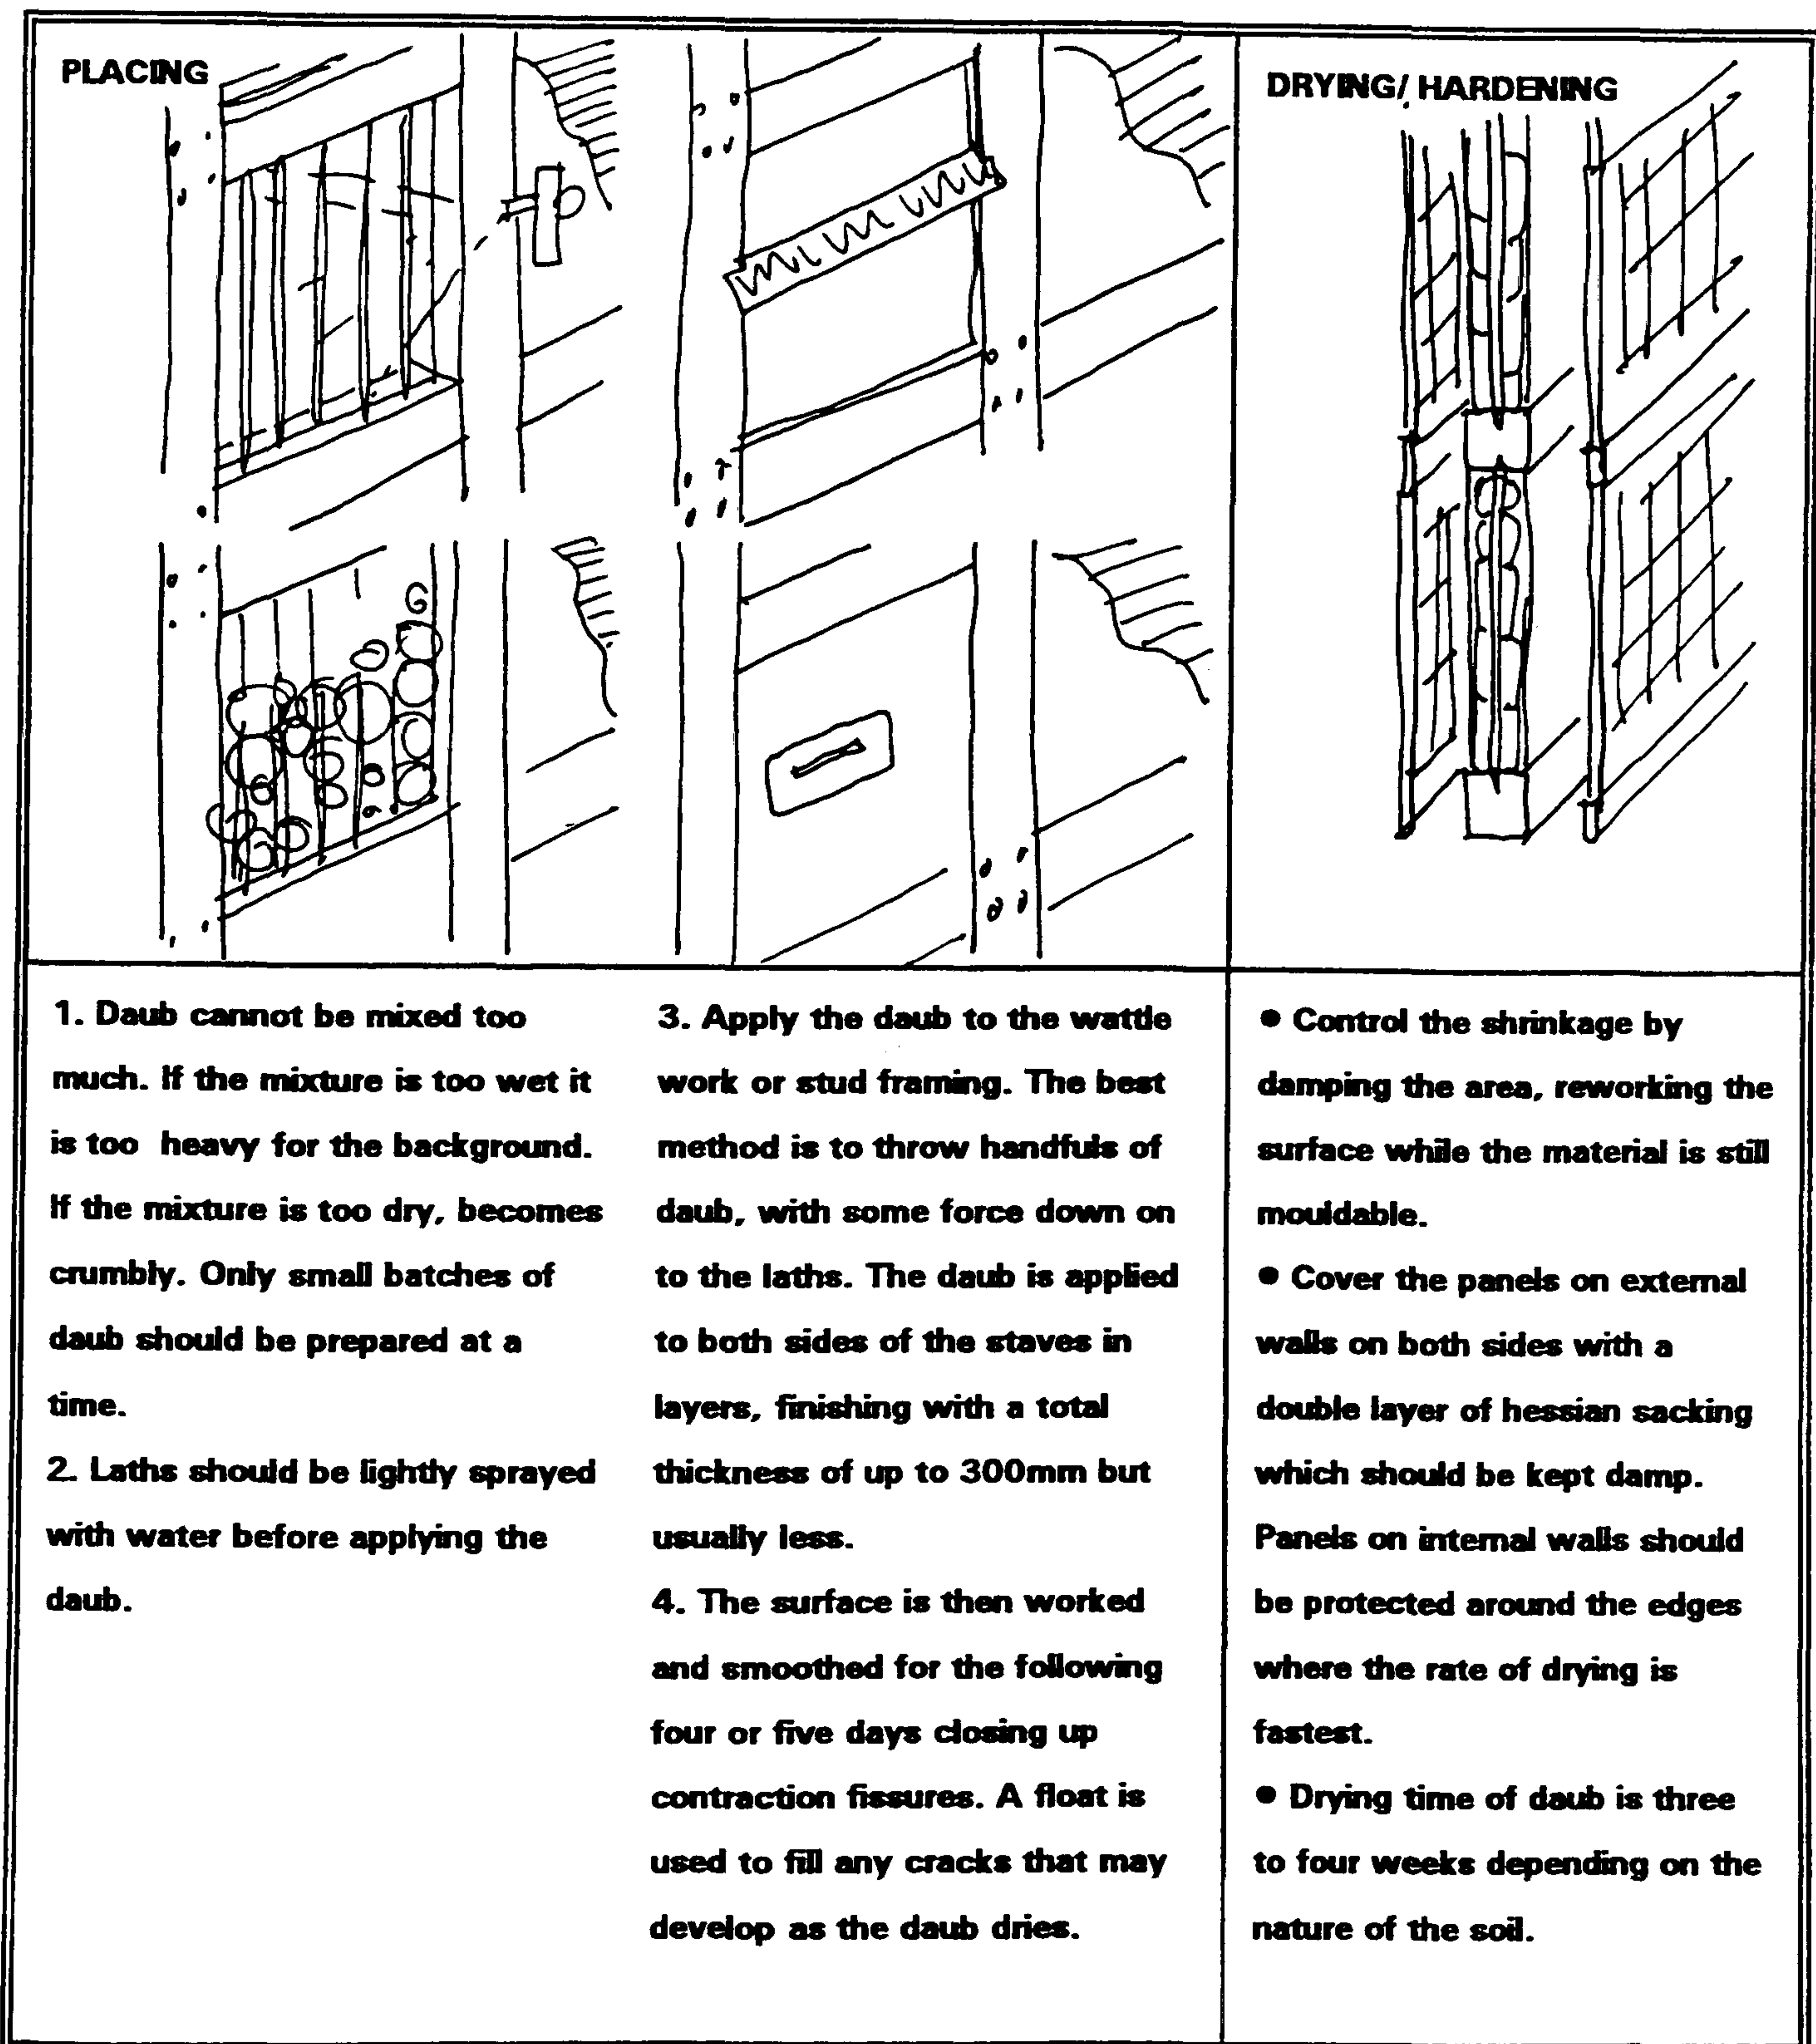 PLACING
1. Daub cannot be mixed too
much. If the mixture is too wet it
is too heavy for the background.
If the mixture is too dry, becomes
crumbly. Only small batches of
daub should be prepared at a
time.
2. Laths should be lightly sprayed
with water before applying the
daub.
3. Apply the daub to the wattle
work or stud framing. The best
method is to throw handfuls of
daub, with some force down on
to the laths. The daub is applied
to both sides of the staves in
layers, finishing with a total
thickness of up to 300mm but
usually less.
4. The surface is then worked
and smoothed for the following
four or five days closing up
contraction fissures. A float is
used to fill any cracks that may
develop as the daub dries.
DRYING/ HARDENING
● Control the shrinkage by
damping the area, reworking the
surface while the material is still
mouldable.
● Cover the panels on external
walls on both sides with a
double layer of hessian sacking
which should be kept damp.
Panels on internal walls should
be protected around the edges
where the rate of drying is
fastest.
● Drying time of daub is three
to four weeks depending on the
nature of the soil.